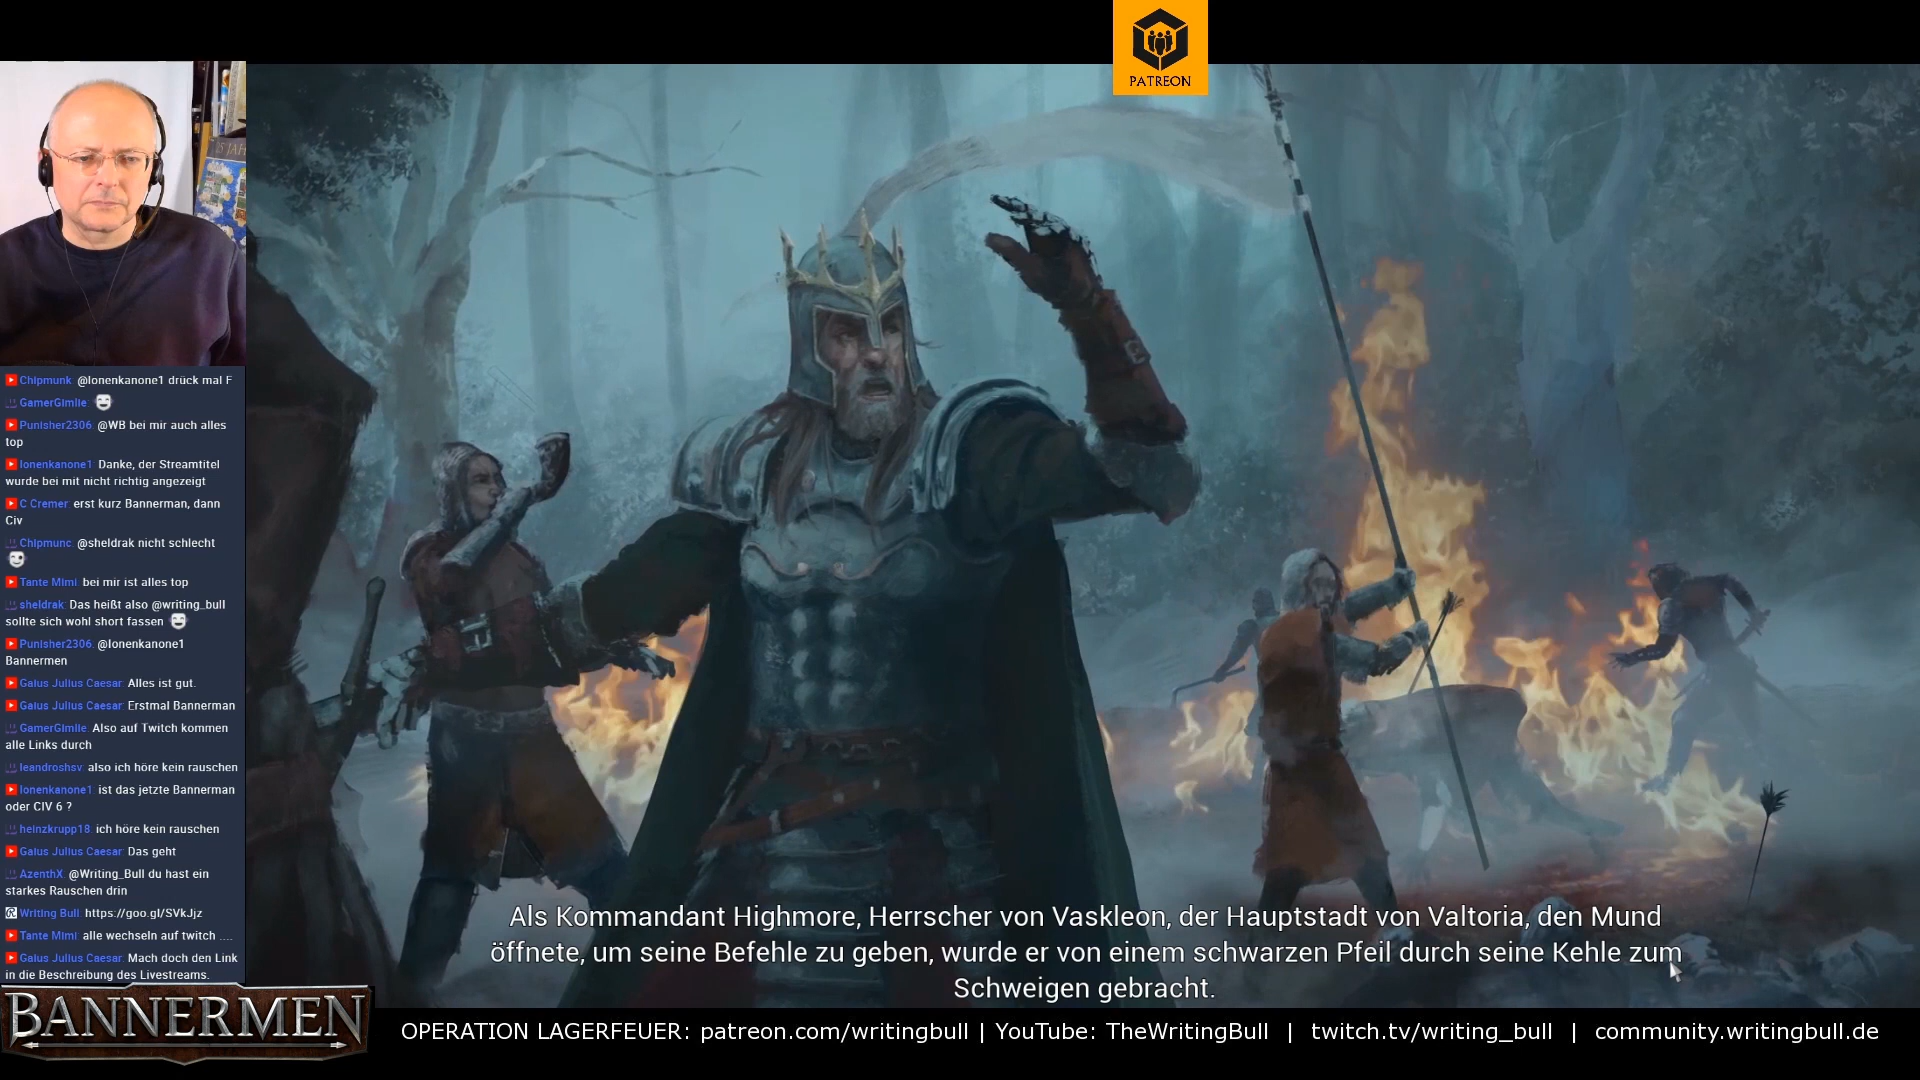 PATREON
5 JAH
Chipmunk: @Ionenkanone1 drück mal F
GamerGimlie:
Punisher2306: @WB bei mir auch alles
top
Ionenkanone1: Danke, der Streamtitel
wurde bei mit nicht richtig angezeigt
C Cremer: erst kurz Bannerman, dann
Civ
Chipmunc: @sheldrak nicht schlecht
Tante Mimi: bei mir ist alles top
sheldrak: Das heißt also @writing_bull
sollte sich wohl short fassen
Punisher2306: @Ionenkanone1
Bannermen
Gaius Julius Caesar: Alles ist gut.
Gaius Julius Caesar: Erstmal Bannerman
GamerGimlie: Also auf Twitch kommen
alle Links durch
leandroshsv: also ich höre kein rauschen
Ionenkanone1: ist das jetzte Bannerman
oder CIV 6 ?
heinzkrupp18: ich höre kein rauschen
Gaius Julius Caesar: Das geht
AzenthX: @Writing_Bull du hast ein
starkes Rauschen drin
Writing Bull: https://goo.gl/SVkJjz
Tante Mimi: alle wechseln auf twitch ....
Gaius Julius Caesar: Mach doch den Link
in die Beschreibung des Livestreams.
Als Kommandant Highmore, Herrscher von Vaskleon, der Hauptstadt von Valtoria, den Mund
öffnete, um seine Befehle zu geben, wurde er von einem schwarzen Pfeil durch seine Kehle zum
Schweigen gebracht.
BANNERMEN
OPERATION LAGERFEUER: patreon.com/writingbull | YouTube: TheWritingBull | twitch.tv/writing_bull | community.writingbull.de